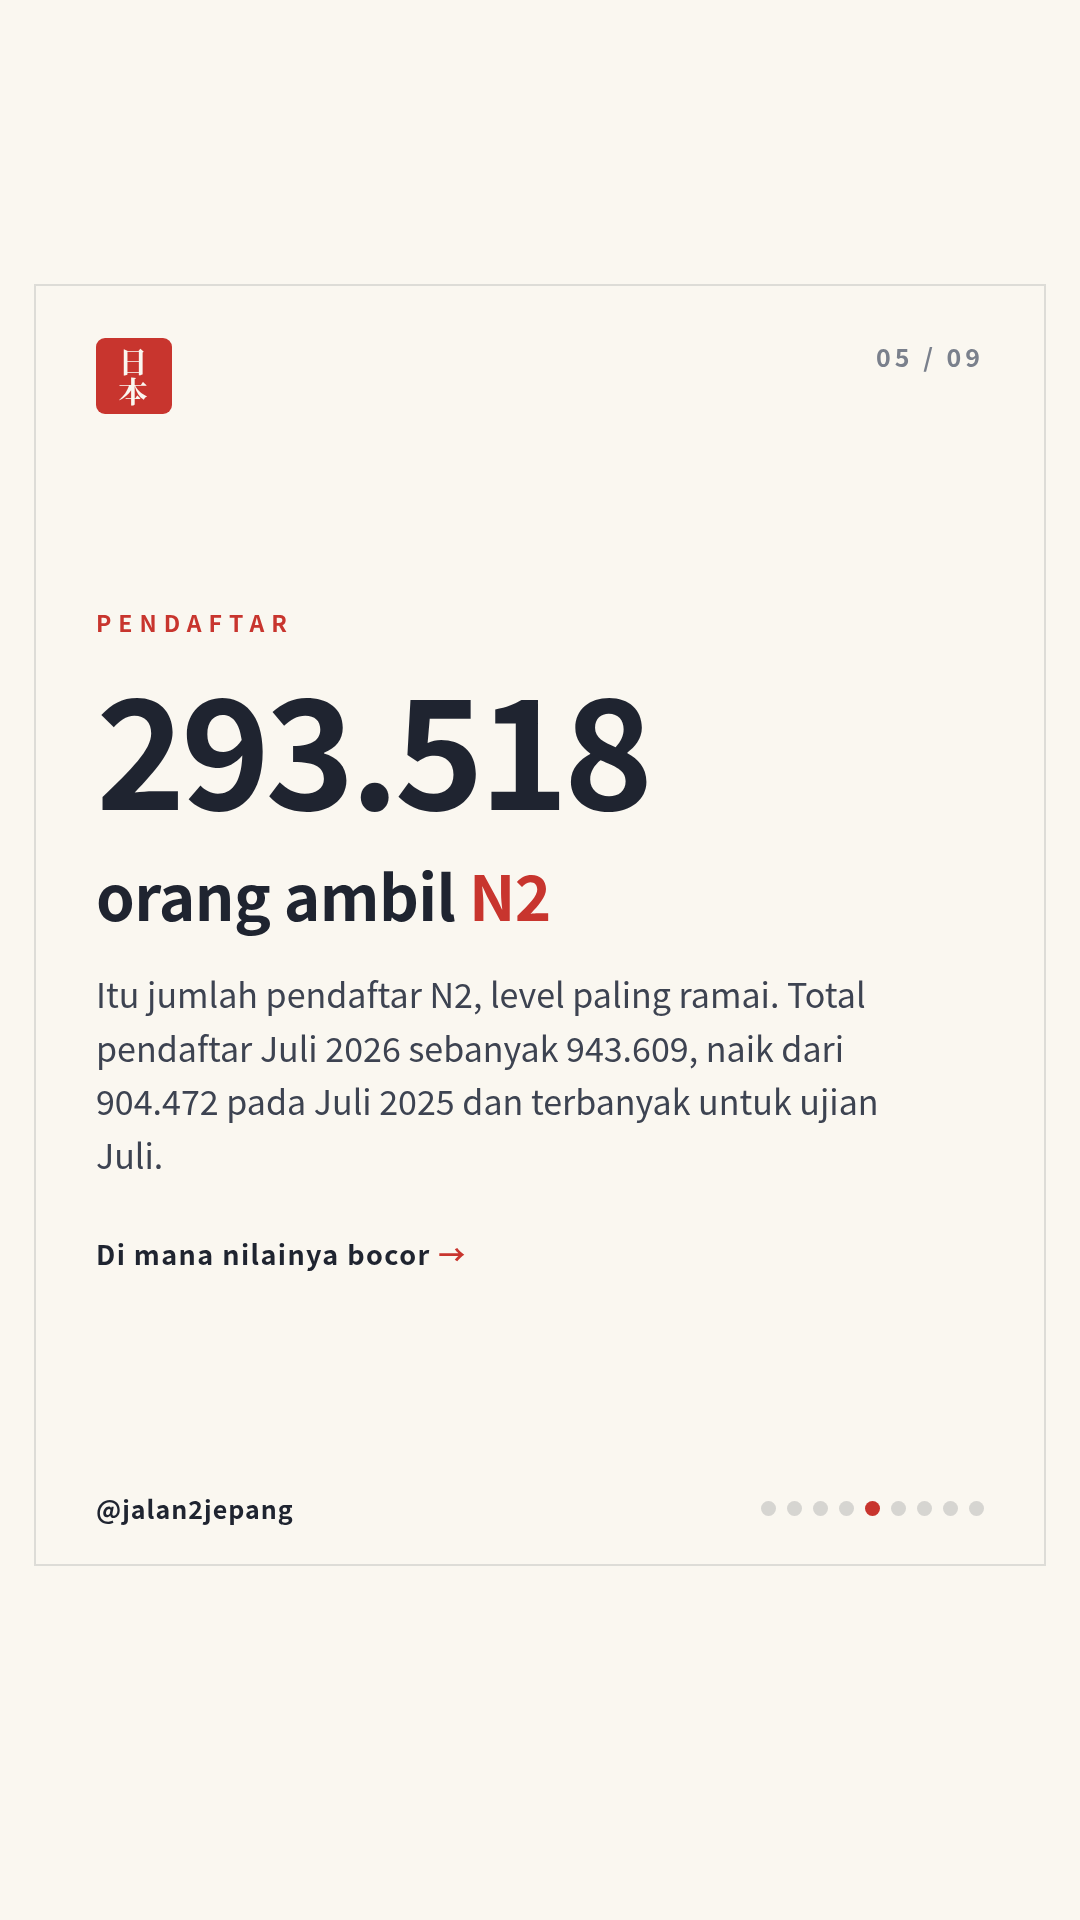 日
本
05 / 09
PENDAFTAR
293.518
orang ambil N2
Itu jumlah pendaftar N2, level paling ramai. Total
pendaftar Juli 2026 sebanyak 943.609, naik dari
904.472 pada Juli 2025 dan terbanyak untuk ujian
Juli.
Di mana nilainya bocor →
@jalan2jepang